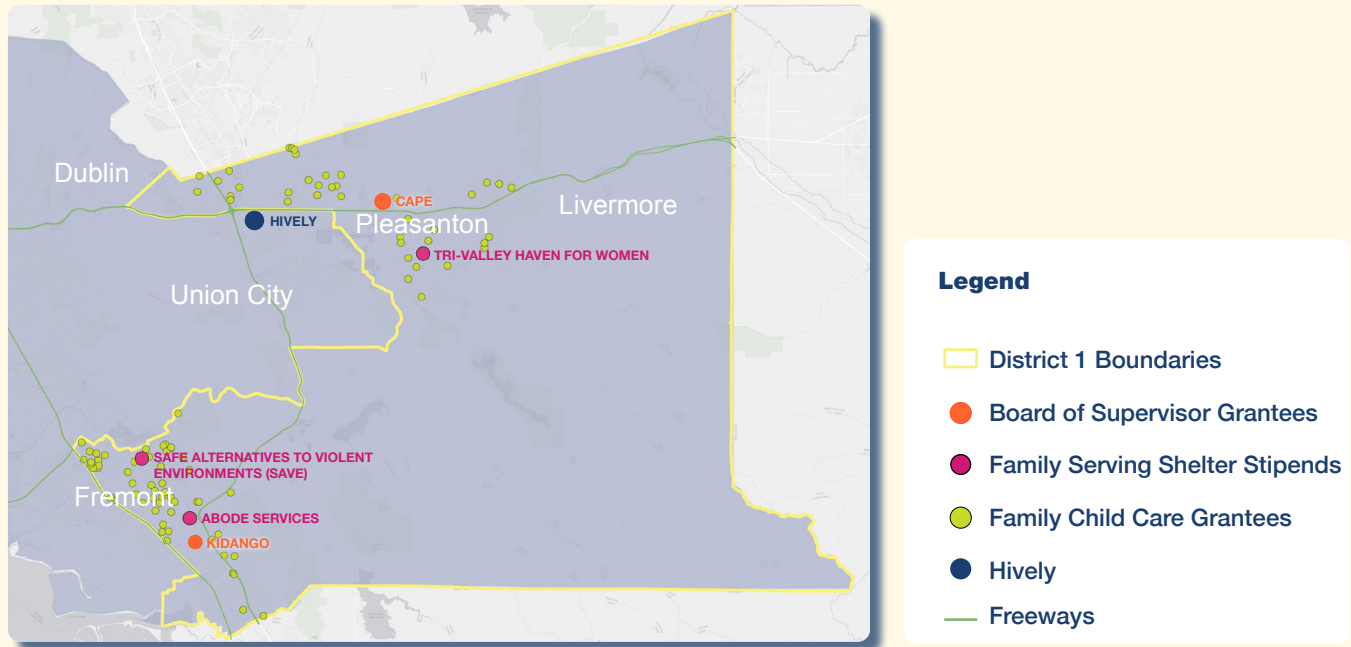 Dublin
CAPE
Livermore
HIVELY
Pleasanton
TRI-VALLEY HAVEN FOR WOMEN
Union City
SAFE ALTERNATIVES TO VIOLENT
ENVIRONMENTS (SAVE)
Fremont
ABODE SERVICES
KIDANGO
Legend
District 1 Boundaries
Board of Supervisor Grantees
Family Serving Shelter Stipends
Family Child Care Grantees
Hively
Freeways